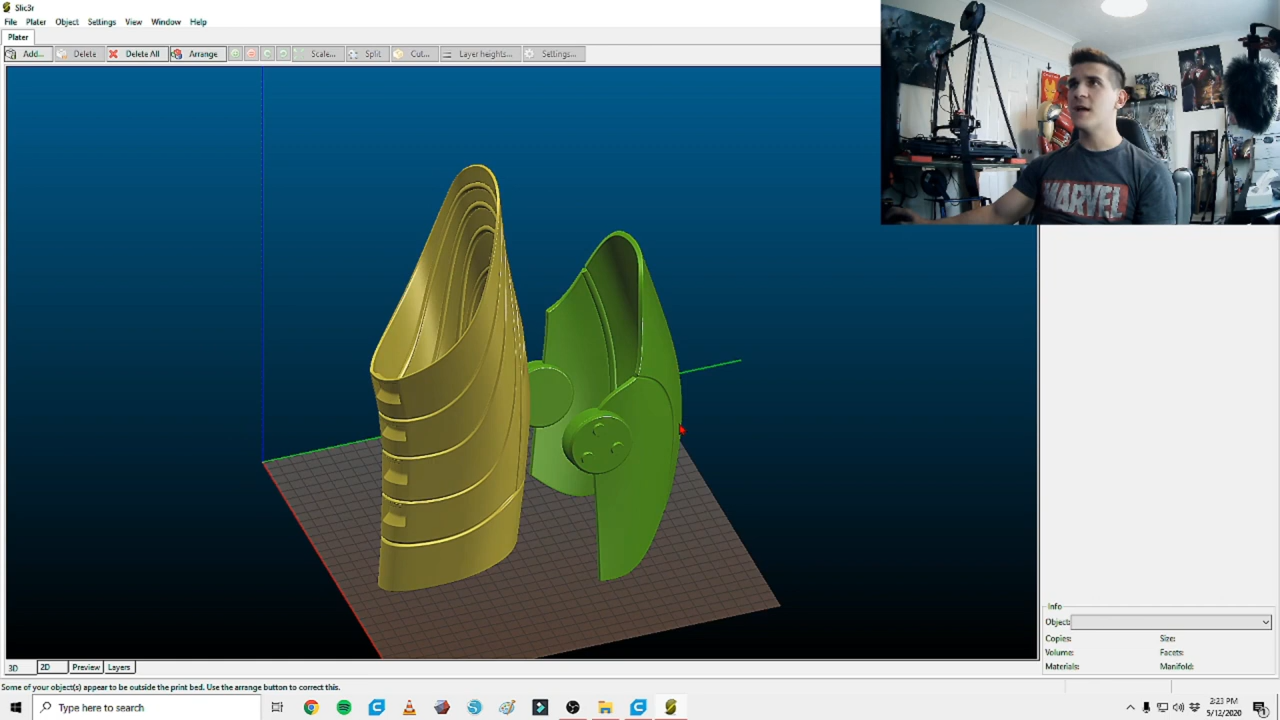 Slic3r
File Plater Object Settings View Window Help
Plater
Add... Delete Delete All Arrange Scale... Split Cut... Layer heights... Settings...
MARVEL
Info
Object:
Copies: Size:
Volume: Facets:
Materials: Manifold:
3D 2D Preview Layers
Some of your object(s) appear to be outside the print bed. Use the arrange button to correct this.
Type here to search
2:23 PM
5/12/2020